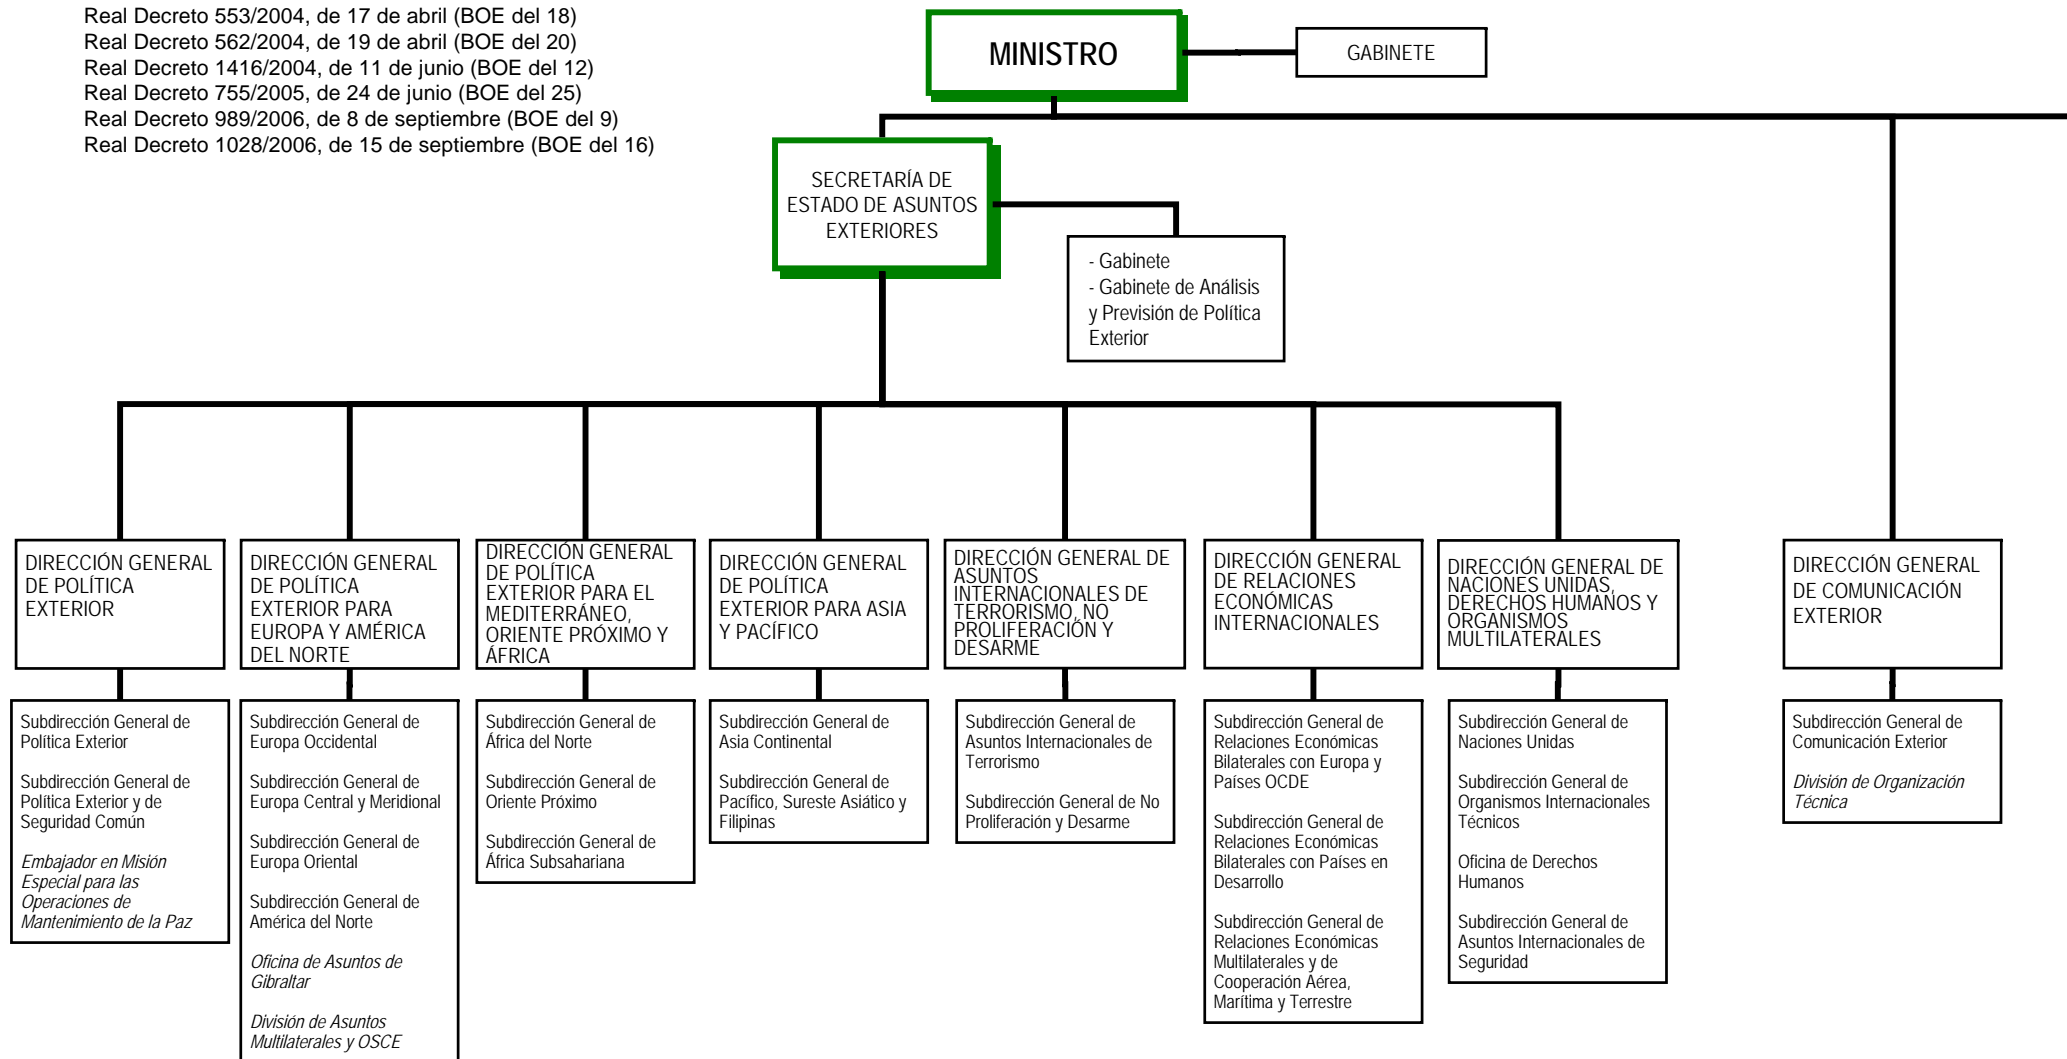 Real Decreto 553/2004, de 17 de abril (BOE del 18)
Real Decreto 562/2004, de 19 de abril (BOE del 20)
Real Decreto 1416/2004, de 11 de junio (BOE del 12)
Real Decreto 755/2005, de 24 de junio (BOE del 25)
Real Decreto 989/2006, de 8 de septiembre (BOE del 9)
Real Decreto 1028/2006, de 15 de septiembre (BOE del 16)
MINISTRO
GABINETE
SECRETARÍA DE
ESTADO DE ASUNTOS
EXTERIORES
- Gabinete
- Gabinete de Análisis
y Previsión de Política
Exterior
DIRECCIÓN GENERAL
DE POLÍTICA
EXTERIOR
DIRECCIÓN GENERAL
DE POLÍTICA
EXTERIOR PARA
EUROPA Y AMÉRICA
DEL NORTE
DIRECCIÓN GENERAL
DE POLÍTICA
EXTERIOR PARA EL
MEDITERRÁNEO,
ORIENTE PRÓXIMO Y
ÁFRICA
DIRECCIÓN GENERAL
DE POLÍTICA
EXTERIOR PARA ASIA
Y PACÍFICO
DIRECCIÓN GENERAL DE
ASUNTOS
INTERNACIONALES DE
TERRORISMO, NO
PROLIFERACIÓN Y
DESARME
DIRECCIÓN GENERAL
DE RELACIONES
ECONÓMICAS
INTERNACIONALES
DIRECCIÓN GENERAL DE
NACIONES UNIDAS,
DERECHOS HUMANOS Y
ORGANISMOS
MULTILATERALES
DIRECCIÓN GENERAL
DE COMUNICACIÓN
EXTERIOR
Subdirección General de
Política Exterior
Subdirección General de
Política Exterior y de
Seguridad Común
Embajador en Misión
Especial para las
Operaciones de
Mantenimiento de la Paz
Subdirección General de
Europa Occidental
Subdirección General de
Europa Central y Meridional
Subdirección General de
Europa Oriental
Subdirección General de
América del Norte
Oficina de Asuntos de
Gibraltar
División de Asuntos
Multilaterales y OSCE
Subdirección General de
África del Norte
Subdirección General de
Oriente Próximo
Subdirección General de
África Subsahariana
Subdirección General de
Asia Continental
Subdirección General de
Pacífico, Sureste Asiático y
Filipinas
Subdirección General de
Asuntos Internacionales de
Terrorismo
Subdirección General de No
Proliferación y Desarme
Subdirección General de
Relaciones Económicas
Bilaterales con Europa y
Países OCDE
Subdirección General de
Relaciones Económicas
Bilaterales con Países en
Desarrollo
Subdirección General de
Relaciones Económicas
Multilaterales y de
Cooperación Aérea,
Marítima y Terrestre
Subdirección General de
Naciones Unidas
Subdirección General de
Organismos Internacionales
Técnicos
Oficina de Derechos
Humanos
Subdirección General de
Asuntos Internacionales de
Seguridad
Subdirección General de
Comunicación Exterior
División de Organización
Técnica